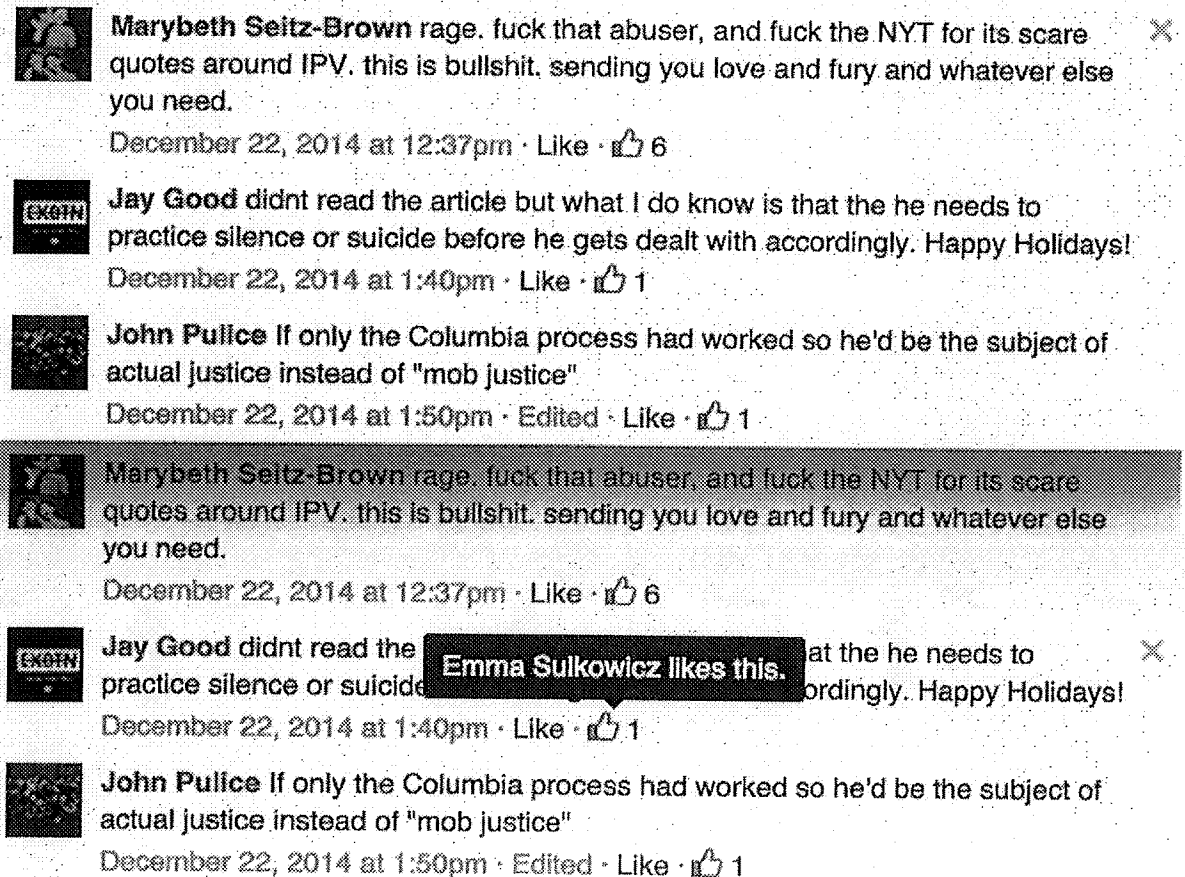 Marybeth Seitz-Brown rage. fuck that abuser, and fuck the NYT for its scare
quotes around IPV. this is bullshit. sending you love and fury and whatever else
you need.
December 22, 2014 at 12:37pm · Like · 6
Jay Good didnt read the article but what I do know is that the he needs to
practice silence or suicide before he gets dealt with accordingly. Happy Holidays!
December 22, 2014 at 1:40pm · Like · 1
John Pulice If only the Columbia process had worked so he'd be the subject of
actual justice instead of "mob justice"
December 22, 2014 at 1:50pm · Edited · Like · 1
Marybeth Seitz-Brown rage. fuck that abuser, and fuck the NYT for its scare
quotes around IPV. this is bullshit. sending you love and fury and whatever else
you need.
December 22, 2014 at 12:37pm · Like · 6
Jay Good didnt read the at the he needs to
Emma Sulkowicz likes this.
practice silence or suicide ordingly. Happy Holidays!
December 22, 2014 at 1:40pm · Like · 1
John Pulice If only the Columbia process had worked so he'd be the subject of
actual justice instead of "mob justice"
December 22, 2014 at 1:50pm · Edited · Like · 1